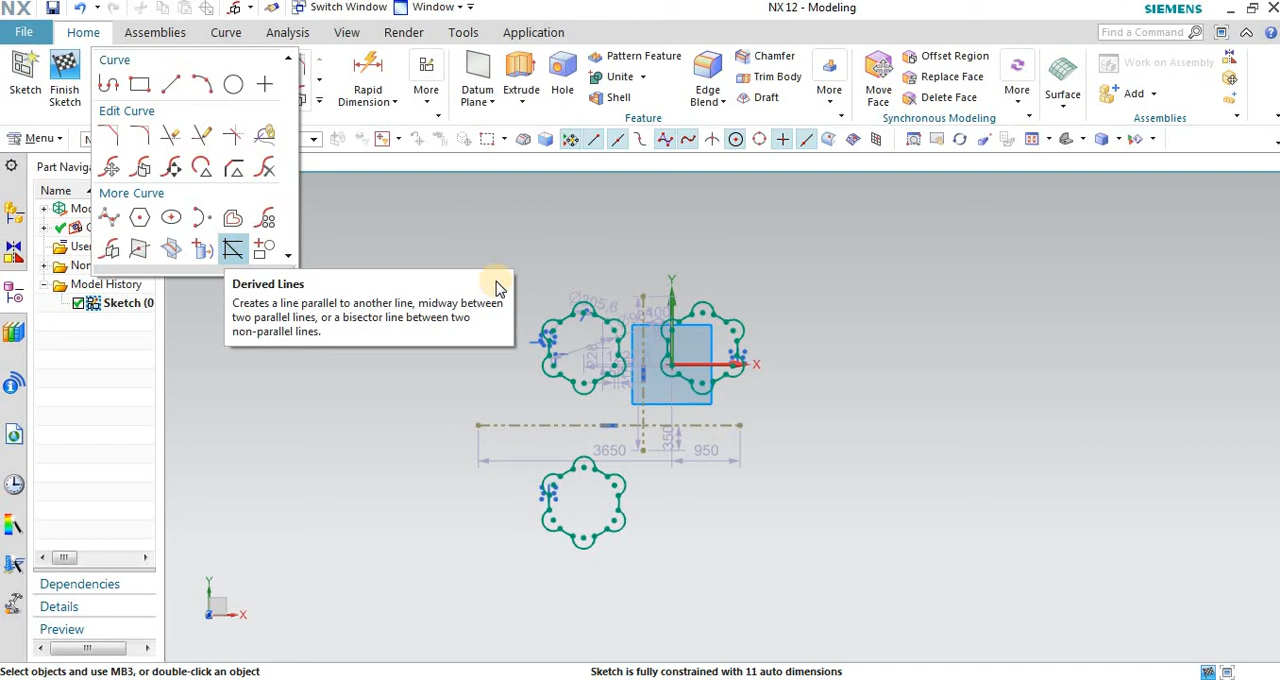 NX
Switch Window
Window
NX 12 - Modeling
SIEMENS
File
Home
Assemblies
Curve
Analysis
View
Render
Tools
Application
Find a Command
Sketch
Finish Sketch
Curve
Edit Curve
More Curve
Rapid Dimension
More
Datum Plane
Extrude
Hole
Pattern Feature
Unite
Shell
Edge Blend
Chamfer
Trim Body
Draft
More
Feature
Move Face
Offset Region
Replace Face
Delete Face
More
Synchronous Modeling
Surface
Work on Assembly
Add
Assemblies
Menu
Part Navig
Name
Model History
Sketch (0
Derived Lines
Creates a line parallel to another line, midway between
two parallel lines, or a bisector line between two
non-parallel lines.
Y
X
228
3650
350
950
Y
X
Dependencies
Details
Preview
Select objects and use MB3, or double-click an object
Sketch is fully constrained with 11 auto dimensions